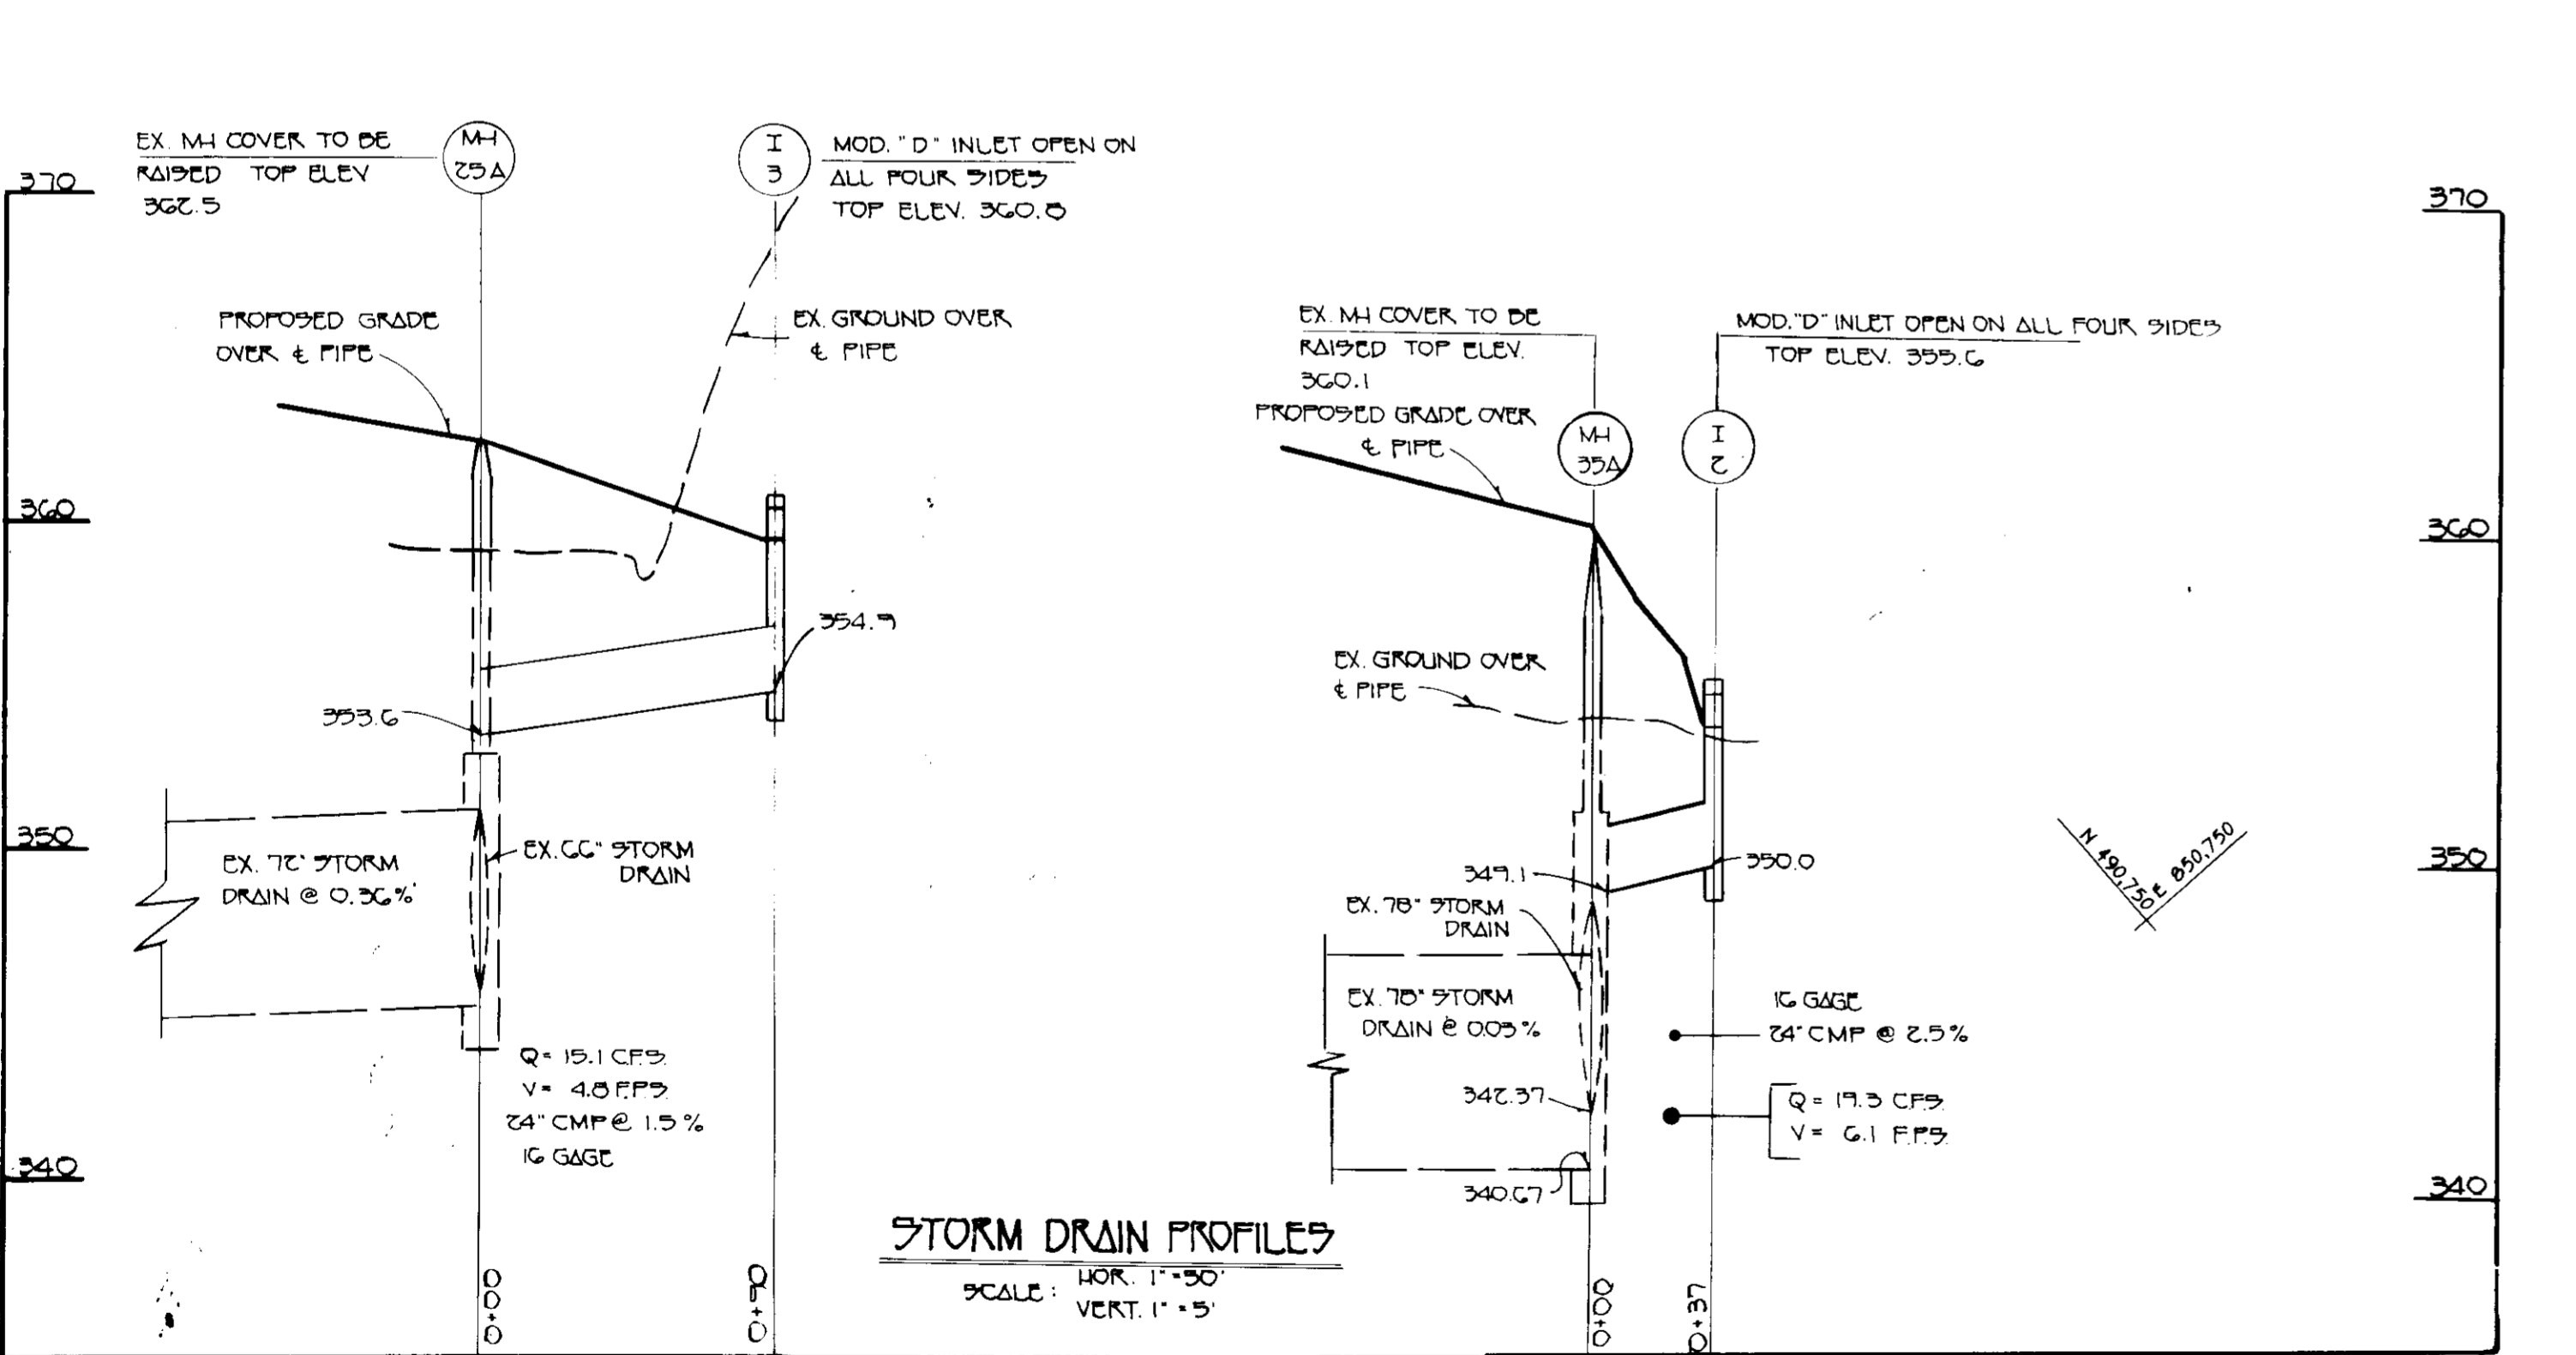 EX. MH COVER TO BE
RAISED TOP ELEV
362.5
MH
25A
I
3
MOD. "D" INLET OPEN ON
ALL FOUR SIDES
TOP ELEV. 360.8
370
360
350
340
PROPOSED GRADE
OVER ℄ PIPE
EX. GROUND OVER
℄ PIPE
354.9
353.6
EX. 72" STORM
DRAIN @ 0.36%
EX. 66" STORM
DRAIN
Q= 15.1 C.F.S.
V= 4.8 F.P.S.
24" CMP @ 1.5%
16 GAGE
0+00
0+90
STORM DRAIN PROFILES
SCALE: HOR. 1"=50'
VERT. 1"=5'
EX. MH COVER TO BE
RAISED TOP ELEV.
360.1
PROPOSED GRADE OVER
℄ PIPE
MH
35A
I
2
MOD. "D" INLET OPEN ON ALL FOUR SIDES
TOP ELEV. 355.6
EX. GROUND OVER
℄ PIPE
349.1
350.0
EX. 78" STORM
DRAIN
EX. 78" STORM
DRAIN @ 0.03%
342.37
340.67
16 GAGE
24" CMP @ 2.5%
Q= 19.3 C.F.S.
V= 6.1 F.P.S.
0+00
0+37
N 490,750
E 850,750
370
360
350
340